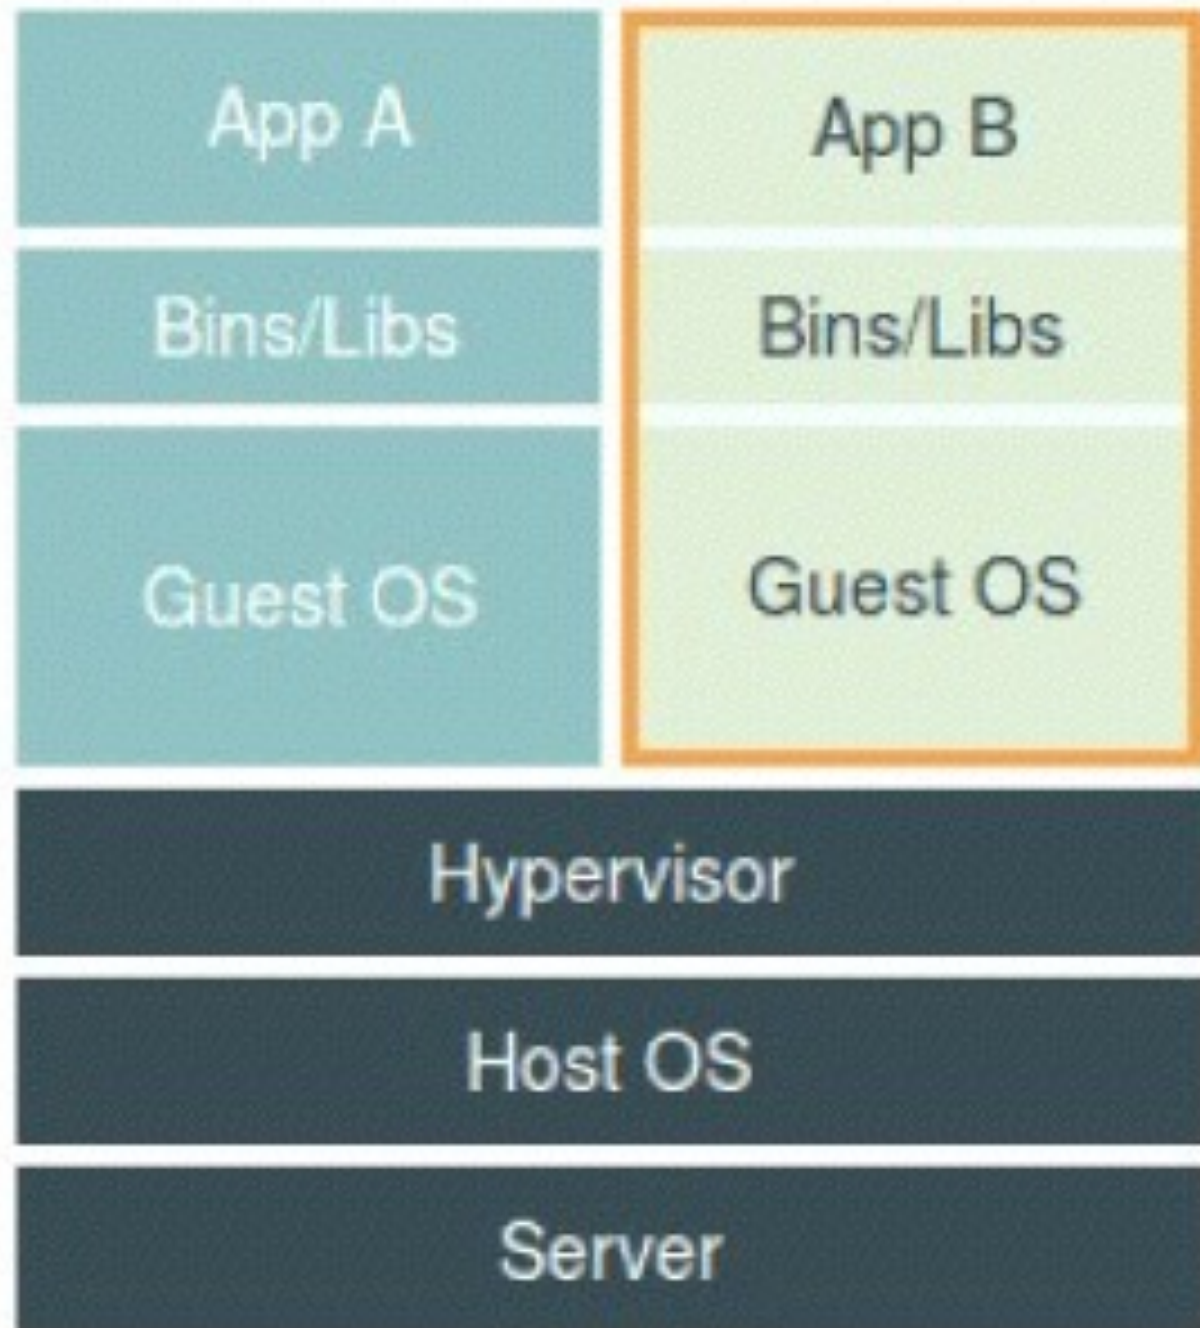 App A
App B
Bins/Libs
Bins/Libs
Guest OS
Guest OS
Hypervisor
Host OS
Server